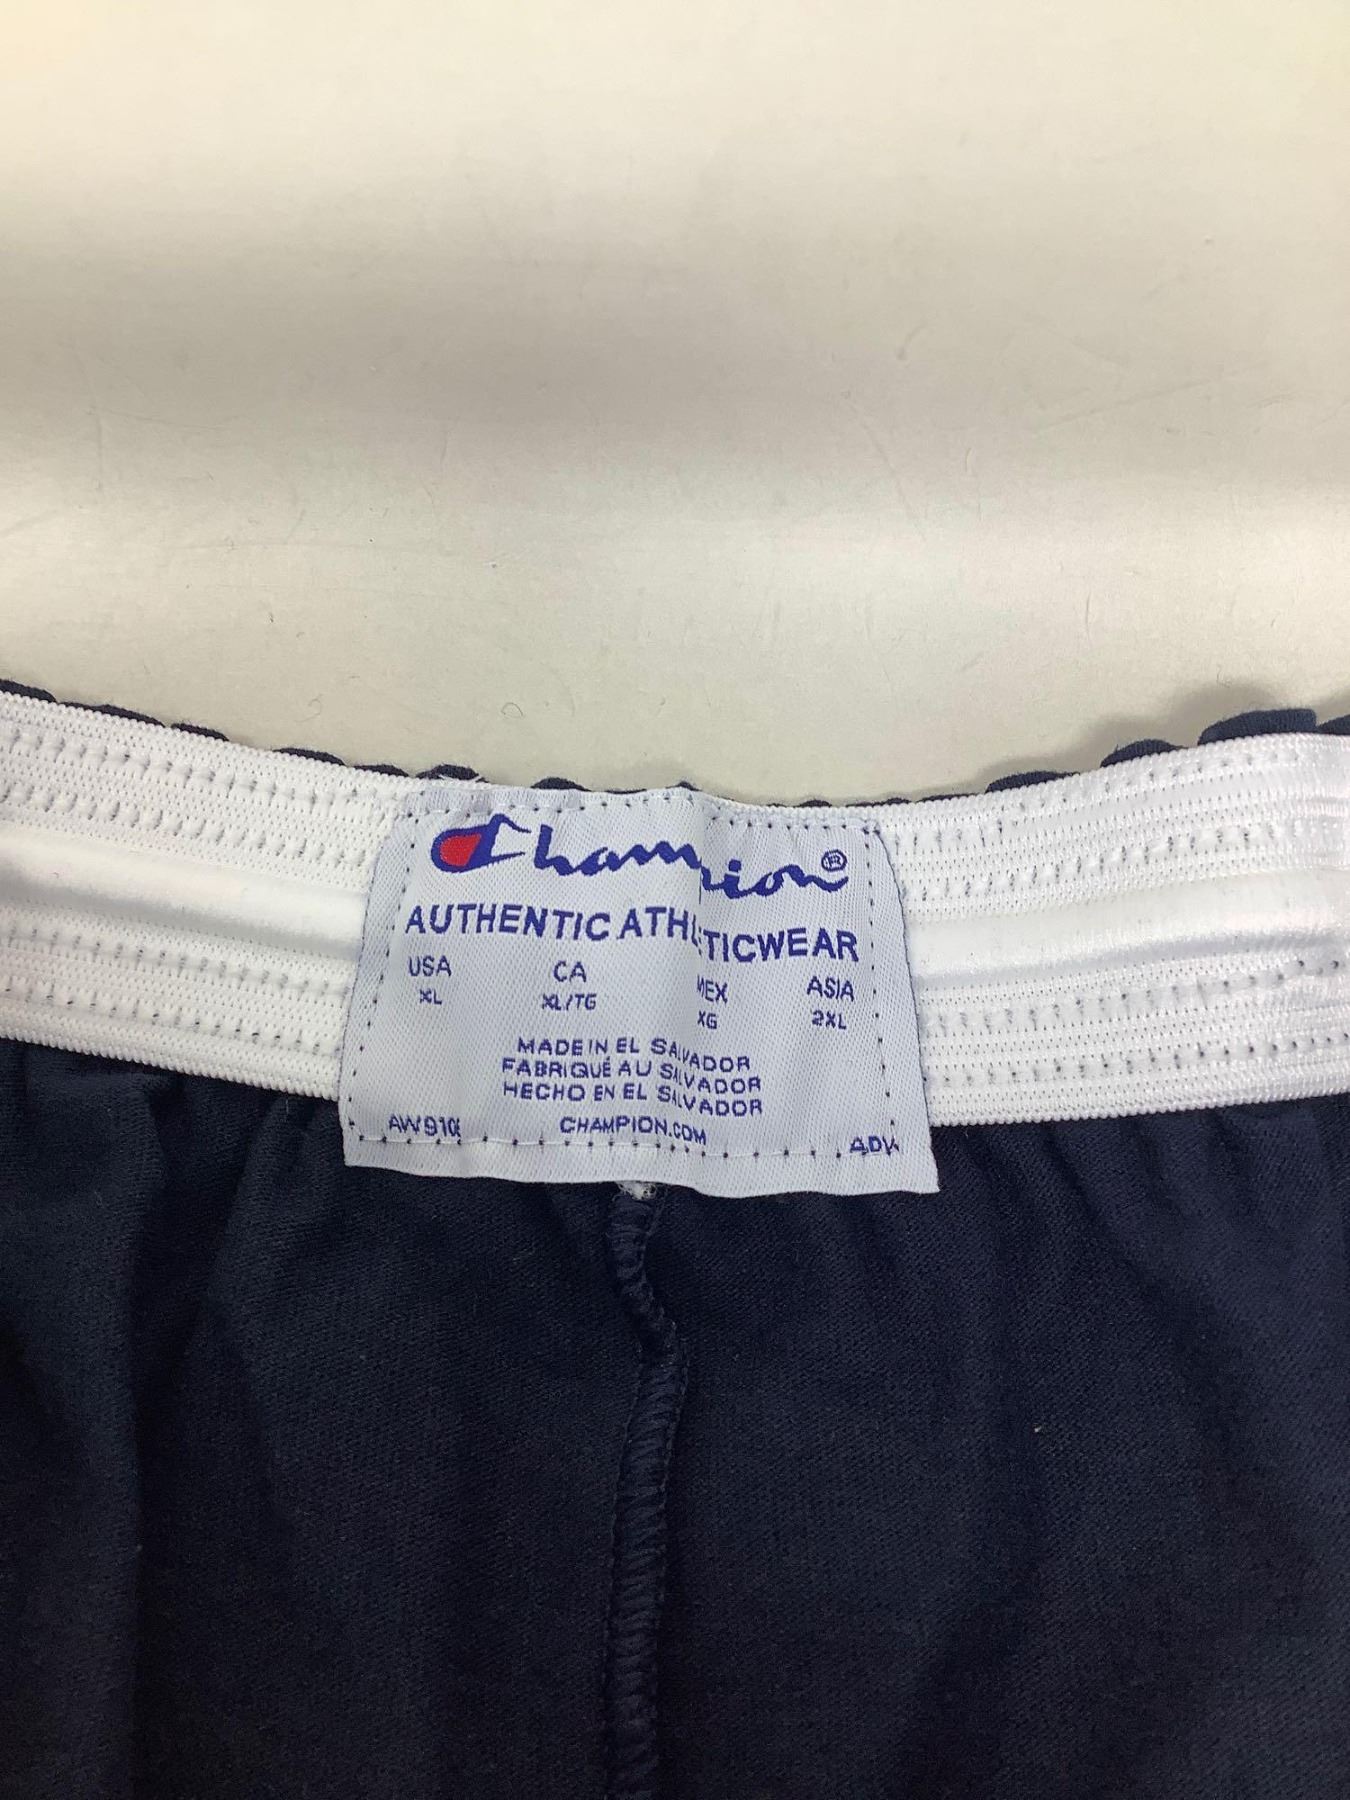 Champion®
AUTHENTIC ATHLETICWEAR
USA CA MEX ASIA
XL XL/TG XG 2XL
MADE IN EL SALVADOR
FABRIQUÉ AU SALVADOR
HECHO EN EL SALVADOR
CHAMPION.COM